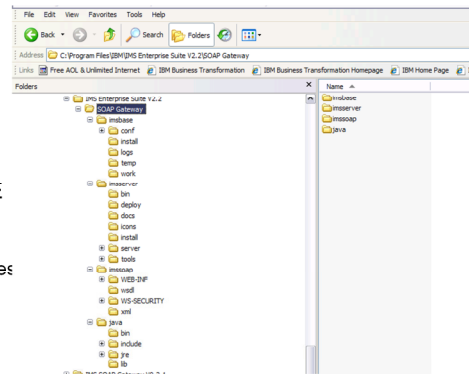 File Edit View Favorites Tools Help
Back Search Folders
Address C:\Program Files\IBM\IMS Enterprise Suite V2.2\SOAP Gateway
Links Free AOL & Unlimited Internet IBM Business Transformation IBM Business Transformation Homepage IBM Home Page
Folders × Name
IMS Enterprise Suite V2.2
SOAP Gateway
imsbase
conf
install
logs
temp
work
imsserver
bin
deploy
docs
icons
install
server
tools
imssoap
WEB-INF
wsdl
WS-SECURITY
xml
java
bin
include
jre
lib
imsbase
imsserver
imssoap
java